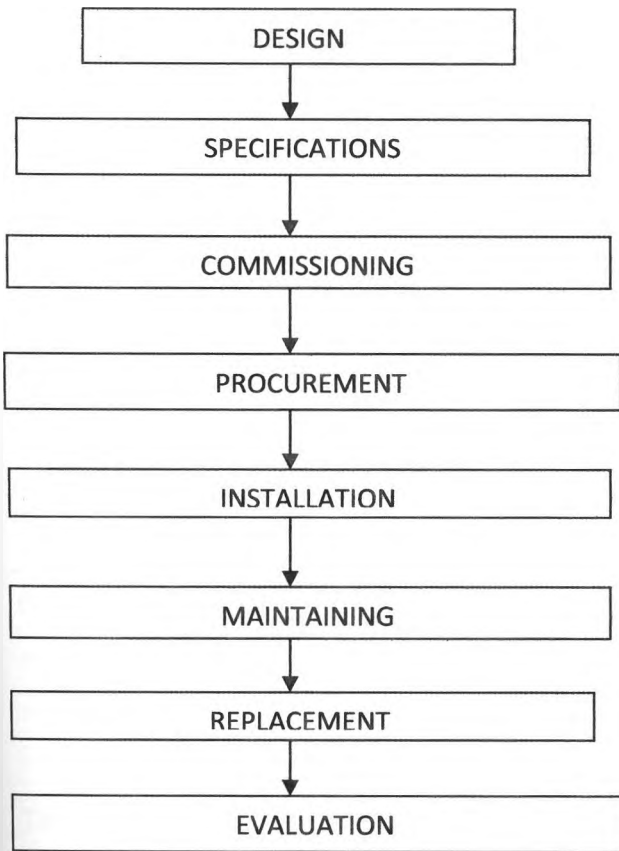 DESIGN
SPECIFICATIONS
COMMISSIONING
PROCUREMENT
INSTALLATION
MAINTAINING
REPLACEMENT
EVALUATION